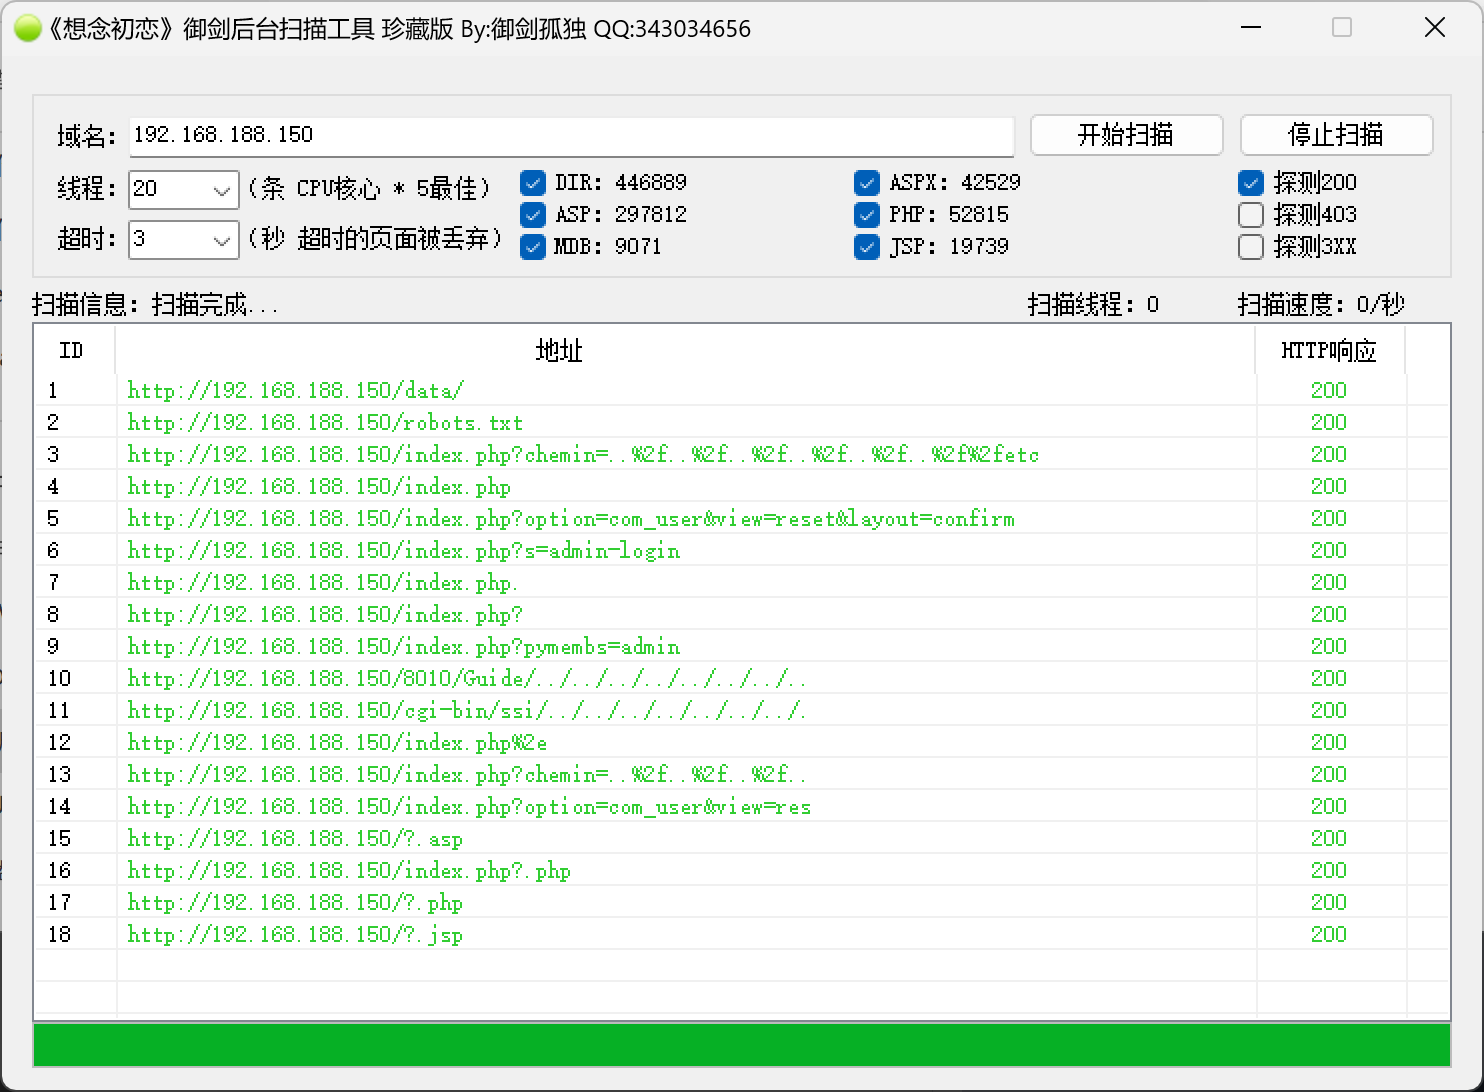 《想念初恋》御剑后台扫描工具 珍藏版 By:御剑孤独 QQ:343034656
域名: 192.168.188.150 开始扫描 停止扫描
线程: 20 (条 CPU核心 * 5最佳) DIR: 446889 ASPX: 42529 探测200
ASP: 297812 PHP: 52815 探测403
超时: 3 (秒 超时的页面被丢弃) MDB: 9071 JSP: 19739 探测3XX
扫描信息: 扫描完成... 扫描线程: 0 扫描速度: 0/秒
ID 地址 HTTP响应
1 http://192.168.188.150/data/ 200
2 http://192.168.188.150/robots.txt 200
3 http://192.168.188.150/index.php?chemin=..%2f..%2f..%2f..%2f..%2f..%2f%2fetc 200
4 http://192.168.188.150/index.php 200
5 http://192.168.188.150/index.php?option=com_user&view=reset&layout=confirm 200
6 http://192.168.188.150/index.php?s=admin-login 200
7 http://192.168.188.150/index.php. 200
8 http://192.168.188.150/index.php? 200
9 http://192.168.188.150/index.php?pymembs=admin 200
10 http://192.168.188.150/8010/Guide/../../../../../../../.. 200
11 http://192.168.188.150/cgi-bin/ssi/../../../../../../../. 200
12 http://192.168.188.150/index.php%2e 200
13 http://192.168.188.150/index.php?chemin=..%2f..%2f..%2f.. 200
14 http://192.168.188.150/index.php?option=com_user&view=res 200
15 http://192.168.188.150/?.asp 200
16 http://192.168.188.150/index.php?.php 200
17 http://192.168.188.150/?.php 200
18 http://192.168.188.150/?.jsp 200